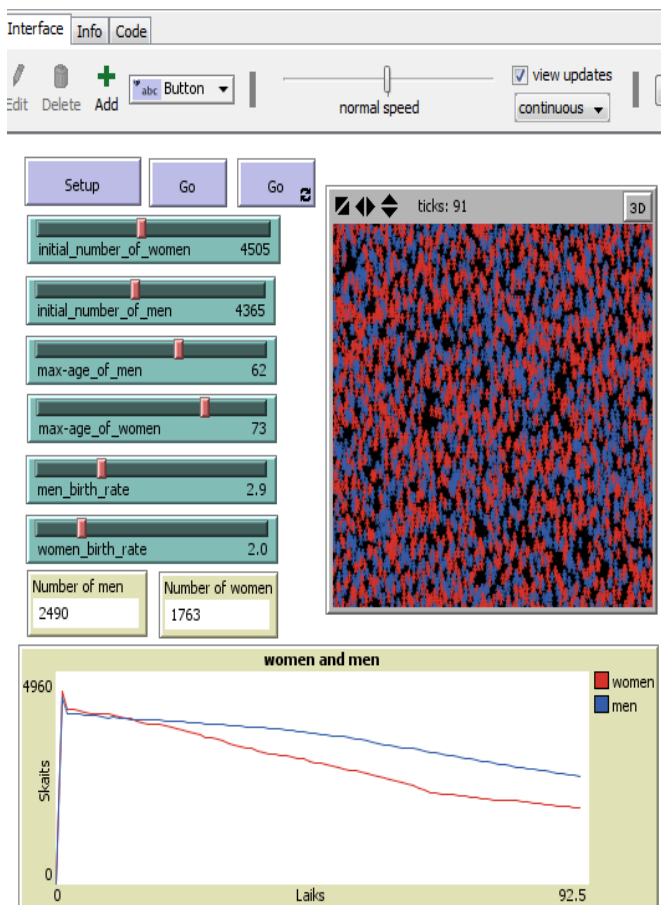 Interface Info Code
Edit Delete Add abc Button normal speed view updates
continuous
Setup Go Go
ticks: 91 3D
initial_number_of_women 4505
initial_number_of_men 4365
max-age_of_men 62
max-age_of_women 73
men_birth_rate 2.9
women_birth_rate 2.0
Number of men
2490
Number of women
1763
women and men
4960
Skaits
0
0 Laiks 92.5
women
men